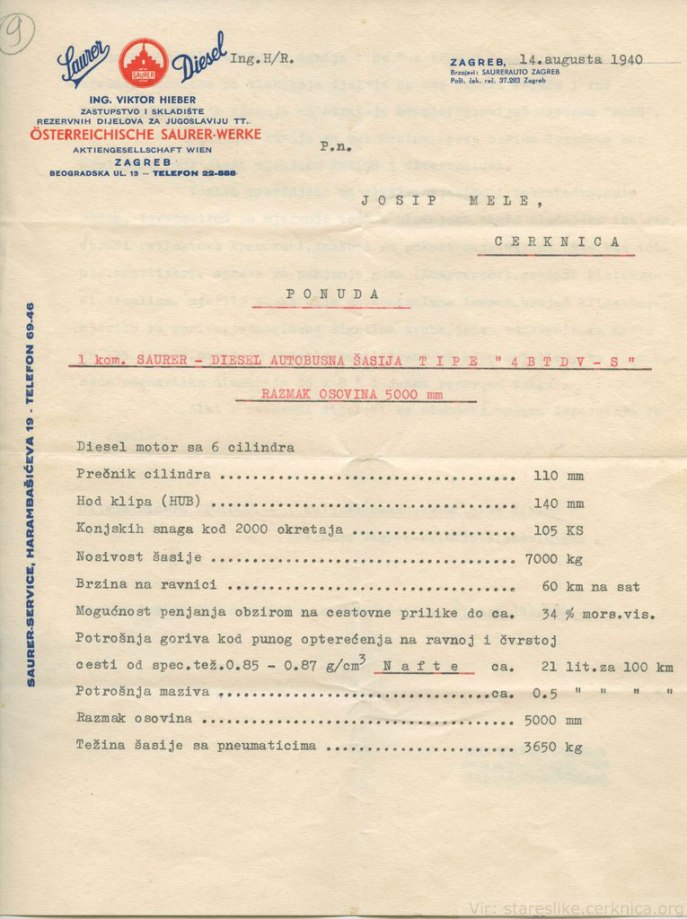 9
Saurer Diesel
SAURER
Ing.H/R.
ZAGREB, 14.augusta 1940
Brzojavi: SAURERAUTO ZAGREB
Pošt. ček. rač. 37.283 Zagreb
ING. VIKTOR HIEBER
ZASTUPSTVO I SKLADIŠTE
REZERVNIH DIJELOVA ZA JUGOSLAVIJU TT..
ÖSTERREICHISCHE SAURER-WERKE
AKTIENGESELLSCHAFT WIEN
ZAGREB
BEOGRADSKA UL. 13 — TELEFON 22-888
P.n.
JOSIP MELE,
CERKNICA
PONUDA
1 kom. SAURER - DIESEL AUTOBUSNA ŠASIJA TIPE "4BTDV-S"
RAZMAK OSOVINA 5000 mm
Diesel motor sa 6 cilindra
Prečnik cilindra .................................... 110 mm
Hod klipa (HUB) ..................................... 140 mm
Konjskih snaga kod 2000 okretaja .................... 105 KS
Nosivost šasije ..................................... 7000 kg
Brzina na ravnici ................................... 60 km na sat
Mogućnost penjanja obzirom na cestovne prilike do ca. 34 % mors.vis.
Potrošnja goriva kod punog opterećenja na ravnoj i čvrstoj
cesti od spec.tež.0.85 - 0.87 g/cm3 Nafte ca. 21 lit.za 100 km
Potrošnja maziva .................................ca. 0.5 " " " "
Razmak osovina ...................................... 5000 mm
Težina šasije sa pneumaticima ....................... 3650 kg
SAURER-SERVICE, HARAMBAŠIĆEVA 19 - TELEFON 69-46
Vir: stareslike.cerknica.org